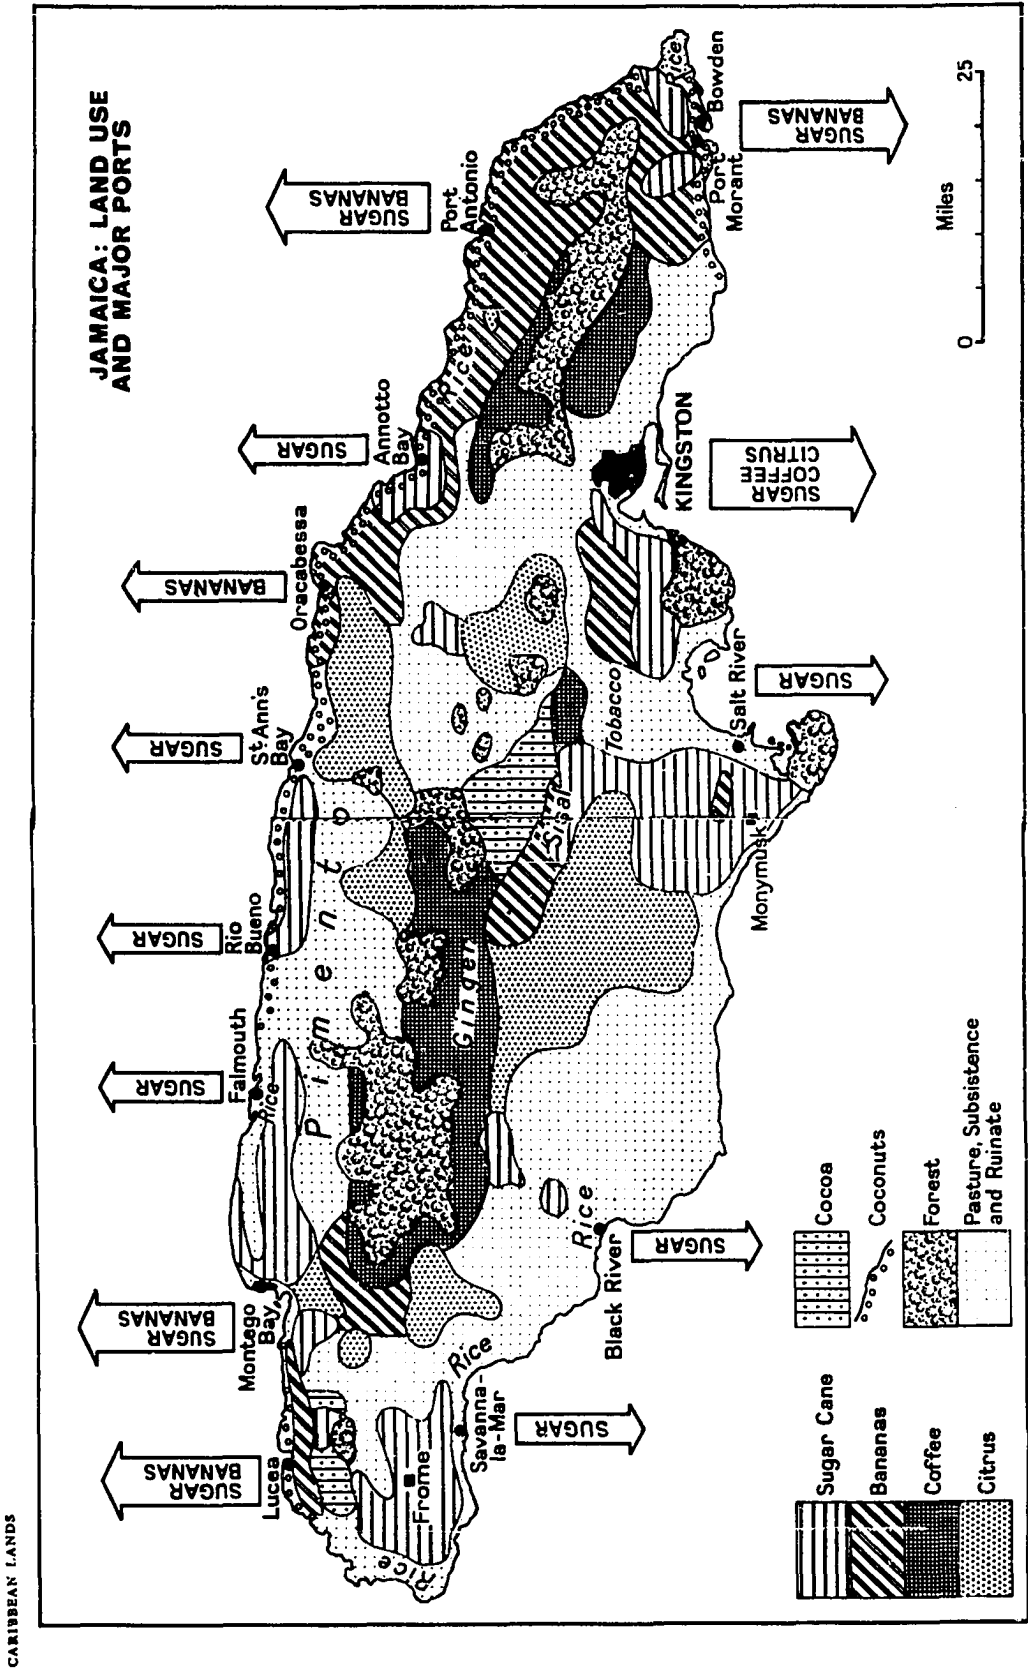 CARIBBEAN LANDS
JAMAICA: LAND USE
AND MAJOR PORTS
SUGAR
BANANAS
Lucea
SUGAR
BANANAS
Montego
Bay
SUGAR
Falmouth
SUGAR
Rio
Bueno
SUGAR
St Ann's
Bay
BANANAS
Oracabessa
SUGAR
Annotto
Bay
SUGAR
BANANAS
Port
Antonio
Rice
Pimento
Rice
Rice
Ginger
Sisal
Tobacco
Rice
Frome
Rice
Rice
Savanna-
la-Mar
SUGAR
Black River
SUGAR
Monymusk
Salt River
SUGAR
KINGSTON
SUGAR
COFFEE
CITRUS
Port
Morant
Bowden
SUGAR
BANANAS
Sugar Cane
Bananas
Coffee
Citrus
Cocoa
Coconuts
Forest
Pasture, Subsistence
and Ruinate
0
Miles
25